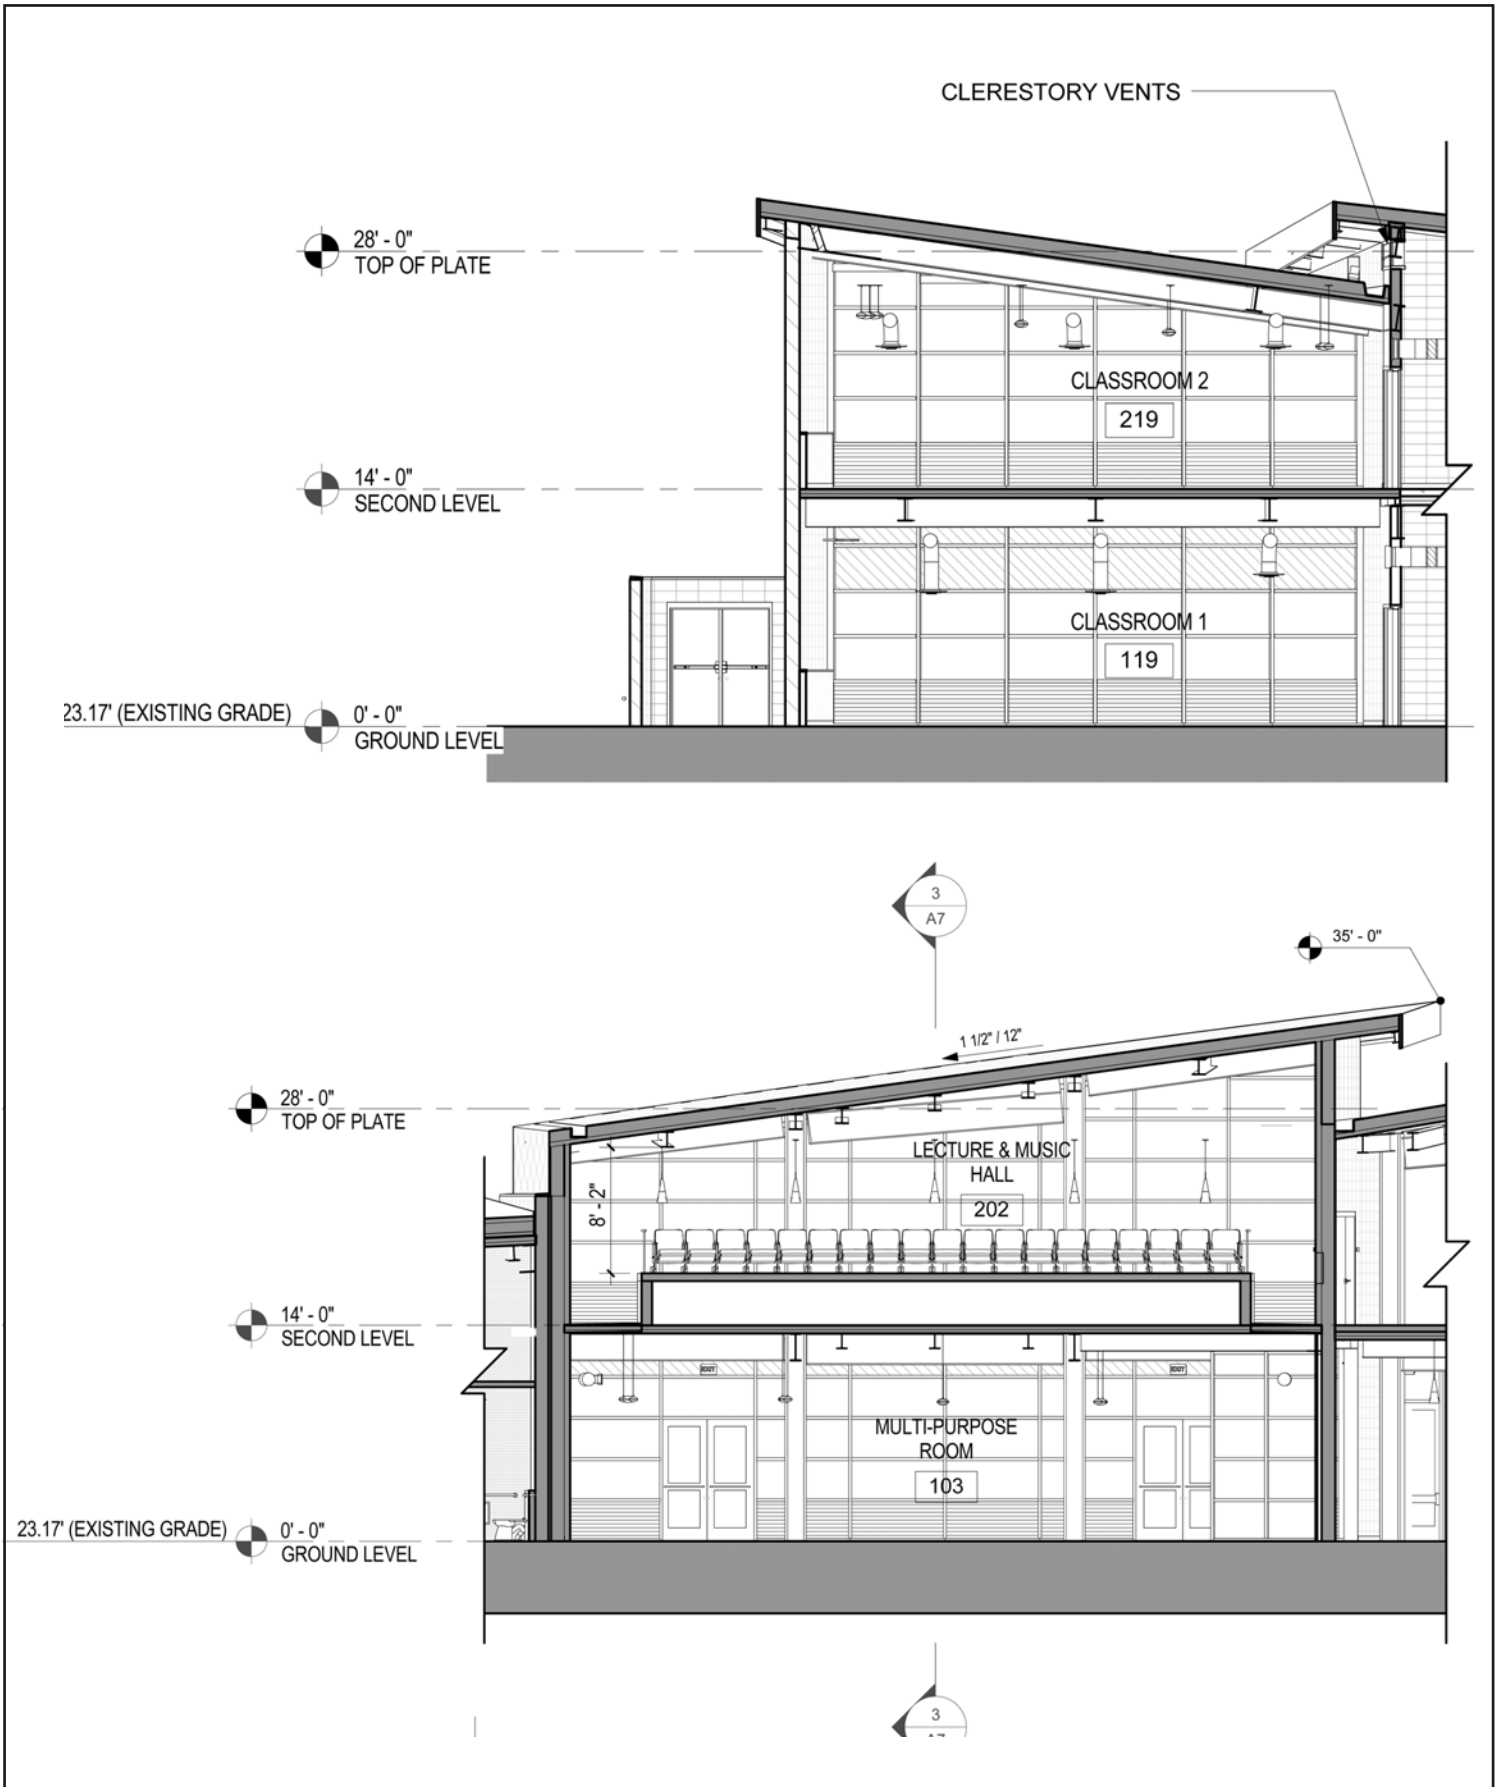 CLERESTORY VENTS
28' - 0"
TOP OF PLATE
CLASSROOM 2
219
14' - 0"
SECOND LEVEL
CLASSROOM 1
119
23.17' (EXISTING GRADE)
0' - 0"
GROUND LEVEL
3
A7
35' - 0"
1 1/2" / 12"
28' - 0"
TOP OF PLATE
LECTURE & MUSIC
HALL
202
8' - 2"
14' - 0"
SECOND LEVEL
EXIT
EXIT
MULTI-PURPOSE
ROOM
103
23.17' (EXISTING GRADE)
0' - 0"
GROUND LEVEL
3